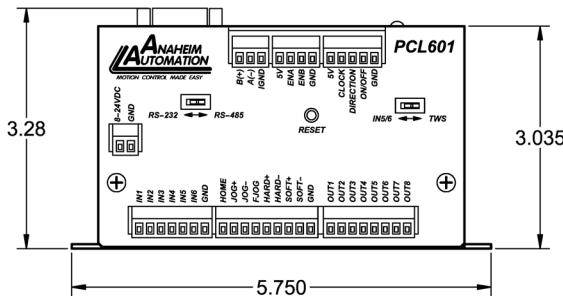 ANAHEIM
AUTOMATION
MOTION CONTROL MADE EASY
B(+) A(-) IGND 5V ENA ENB GND 5V CLOCK DIRECTION ON/OFF GND
PCL601
8-24VDC GND
RS-232 RS-485
RESET
IN5/6 TWS
3.28
3.035
IN1 IN2 IN3 IN4 IN5 IN6 GND HOME JOG+ JOG- FJOG HARD+ HARD- SOFT+ SOFT- GND OUT1 OUT2 OUT3 OUT4 OUT5 OUT6 OUT7 OUT8
5.750